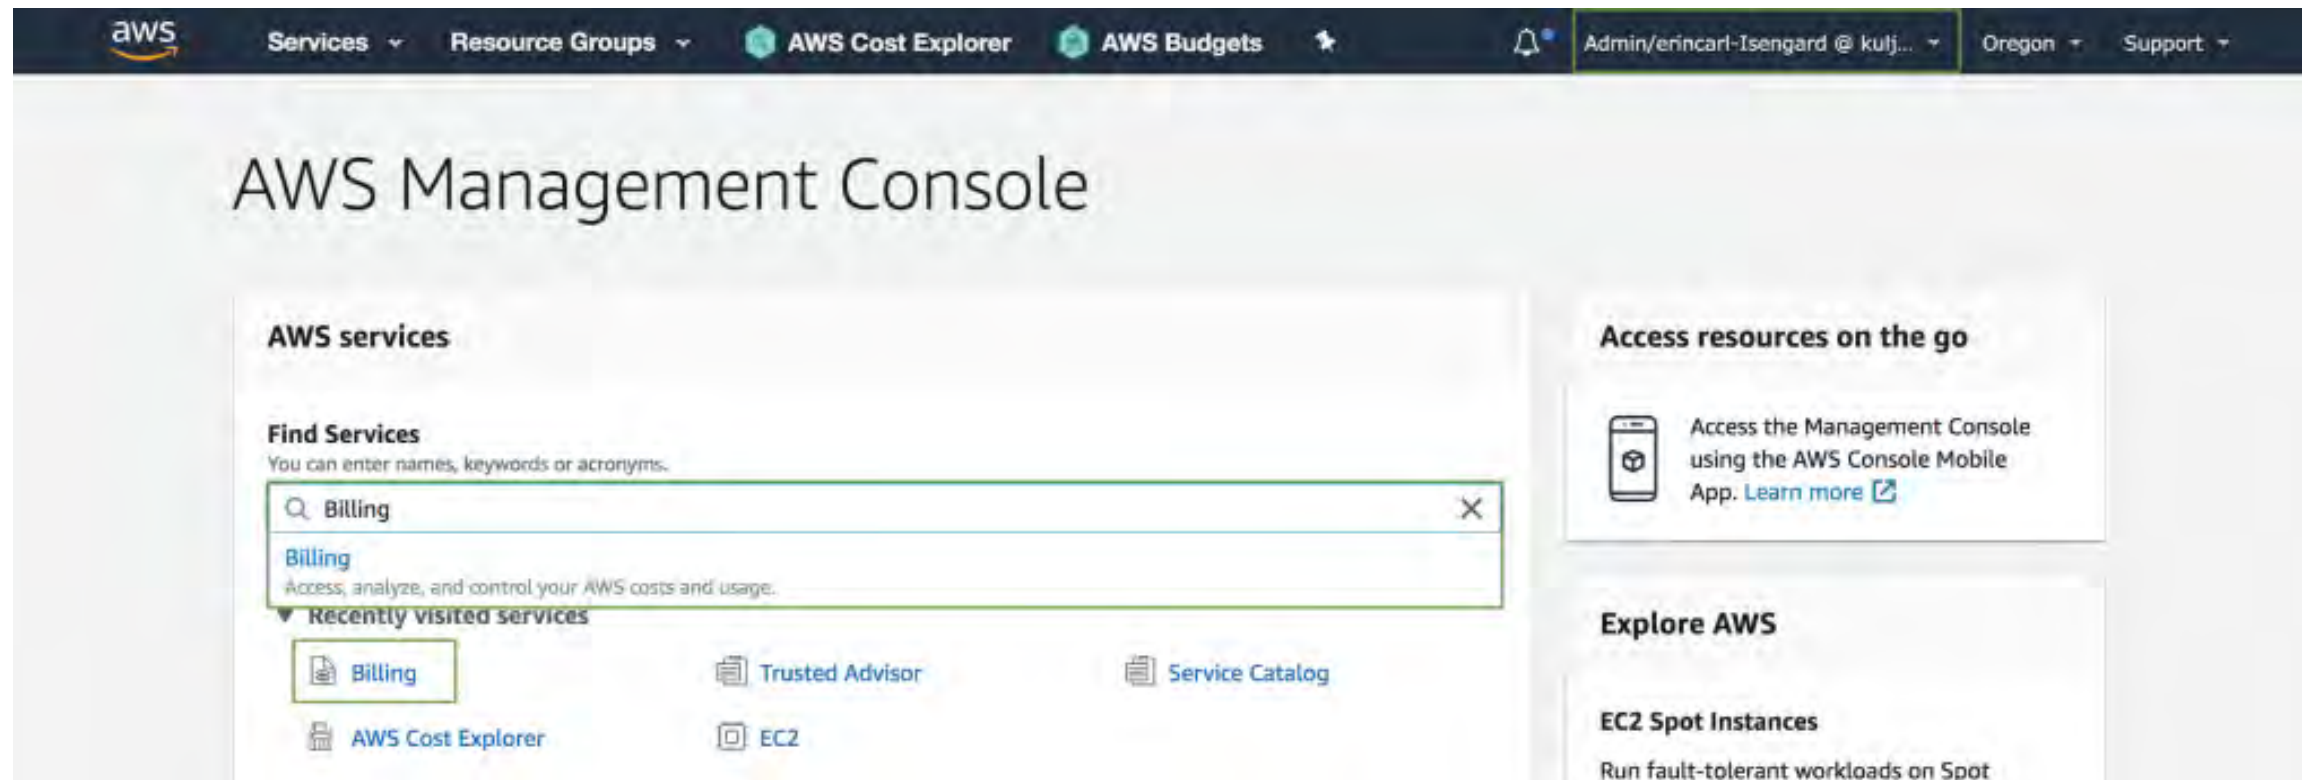 aws Services Resource Groups AWS Cost Explorer AWS Budgets Admin/erincarl-Isengard @ kulj... Oregon Support
AWS Management Console
AWS services
Find Services
You can enter names, keywords or acronyms.
Billing
Billing
Access, analyze, and control your AWS costs and usage.
Recently visited services
Billing Trusted Advisor Service Catalog
AWS Cost Explorer EC2
Access resources on the go
Access the Management Console
using the AWS Console Mobile
App. Learn more
Explore AWS
EC2 Spot Instances
Run fault-tolerant workloads on Spot